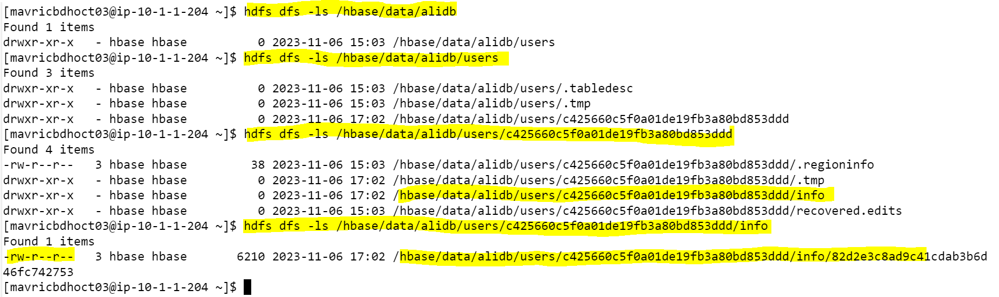 [mavricbdhoct03@ip-10-1-1-204 ~]$ hdfs dfs -ls /hbase/data/alidb
Found 1 items
drwxr-xr-x   - hbase hbase          0 2023-11-06 15:03 /hbase/data/alidb/users
[mavricbdhoct03@ip-10-1-1-204 ~]$ hdfs dfs -ls /hbase/data/alidb/users
Found 3 items
drwxr-xr-x   - hbase hbase          0 2023-11-06 15:03 /hbase/data/alidb/users/.tabledesc
drwxr-xr-x   - hbase hbase          0 2023-11-06 15:03 /hbase/data/alidb/users/.tmp
drwxr-xr-x   - hbase hbase          0 2023-11-06 17:02 /hbase/data/alidb/users/c425660c5f0a01de19fb3a80bd853ddd
[mavricbdhoct03@ip-10-1-1-204 ~]$ hdfs dfs -ls /hbase/data/alidb/users/c425660c5f0a01de19fb3a80bd853ddd
Found 4 items
-rw-r--r--   3 hbase hbase         38 2023-11-06 15:03 /hbase/data/alidb/users/c425660c5f0a01de19fb3a80bd853ddd/.regioninfo
drwxr-xr-x   - hbase hbase          0 2023-11-06 17:02 /hbase/data/alidb/users/c425660c5f0a01de19fb3a80bd853ddd/.tmp
drwxr-xr-x   - hbase hbase          0 2023-11-06 17:02 /hbase/data/alidb/users/c425660c5f0a01de19fb3a80bd853ddd/info
drwxr-xr-x   - hbase hbase          0 2023-11-06 15:03 /hbase/data/alidb/users/c425660c5f0a01de19fb3a80bd853ddd/recovered.edits
[mavricbdhoct03@ip-10-1-1-204 ~]$ hdfs dfs -ls /hbase/data/alidb/users/c425660c5f0a01de19fb3a80bd853ddd/info
Found 1 items
-rw-r--r--   3 hbase hbase       6210 2023-11-06 17:02 /hbase/data/alidb/users/c425660c5f0a01de19fb3a80bd853ddd/info/82d2e3c8ad9c41cdab3b6d
46fc742753
[mavricbdhoct03@ip-10-1-1-204 ~]$